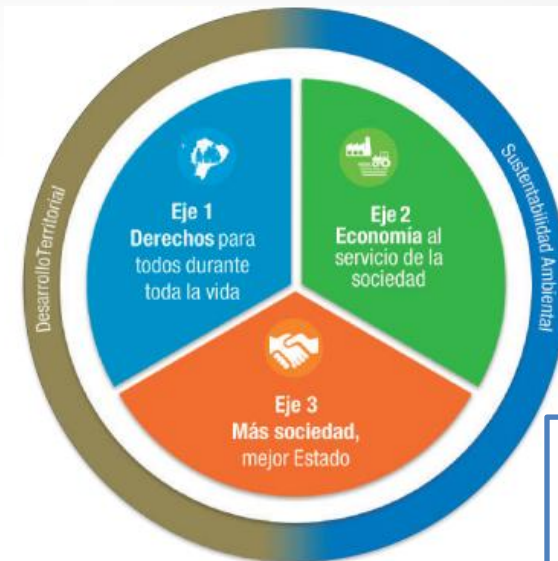 Desarrollo Territorial
Sustentabilidad Ambiental
Eje 1
Derechos para
todos durante
toda la vida
Eje 2
Economía al
servicio de la
sociedad
Eje 3
Más sociedad,
mejor Estado